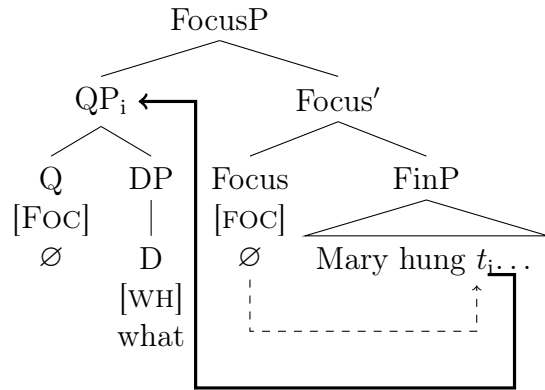 FocusP
QPᵢ Focus′
Q DP Focus FinP
[FOC] [FOC]
∅ D ∅ Mary hung tᵢ…
[WH]
what